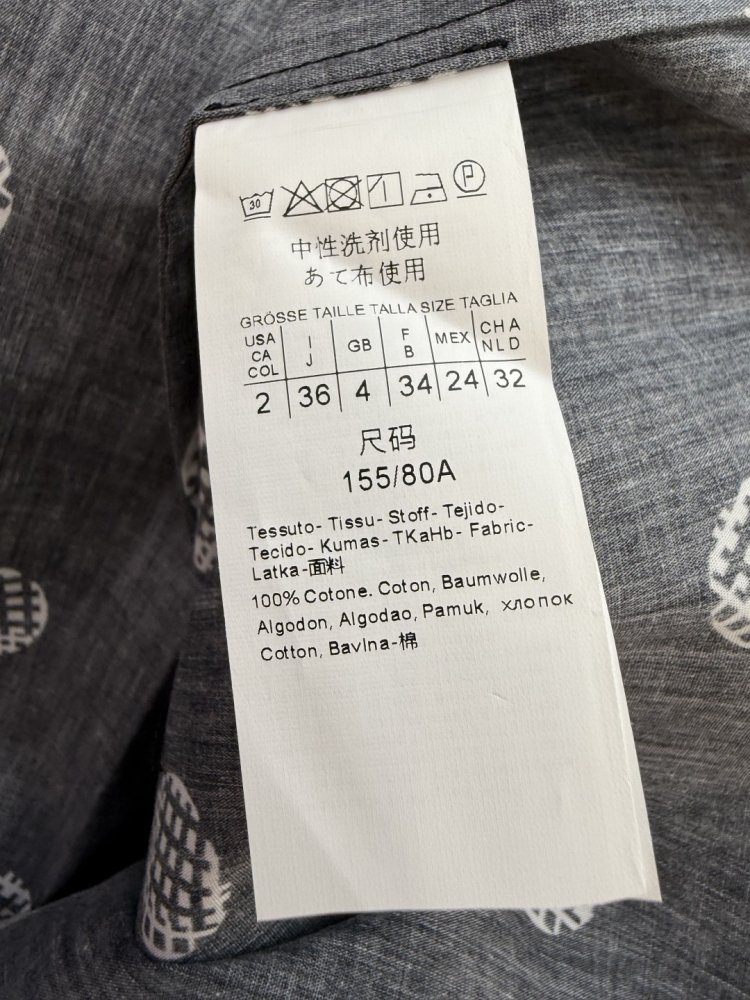 30
P
中性洗剤使用
あて布使用
GRÖSSE TAILLE TALLA SIZE TAGLIA
USA CA COL I J GB F B MEX CH A NL D
2 36 4 34 24 32
尺码
155/80A
Tessuto- Tissu- Stoff- Tejido-
Tecido- Kumas- TKaHb- Fabric-
Latka-面料
100% Cotone. Coton, Baumwolle,
Algodon, Algodao, Pamuk, хлопок
Cotton, Bavlna-棉